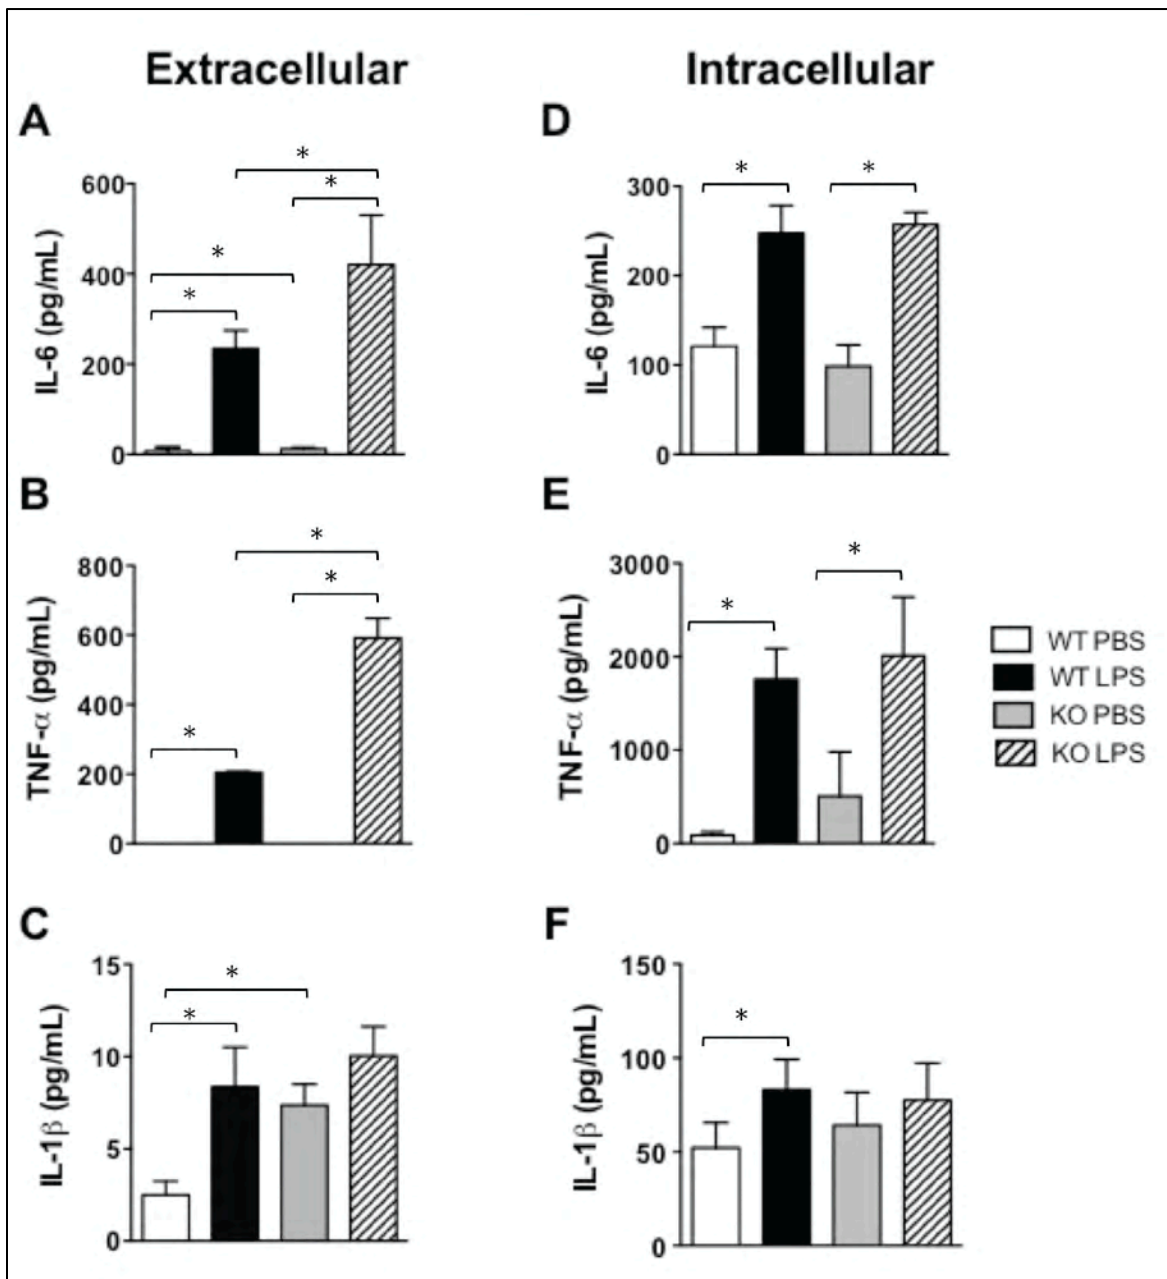 Extracellular
Intracellular
A
IL-6 (pg/mL)
600
400
200
0
*
*
*
*
D
IL-6 (pg/mL)
300
200
100
0
*
*
B
TNF-α (pg/mL)
800
600
400
200
0
*
*
*
E
TNF-α (pg/mL)
3000
2000
1000
0
*
*
WT PBS
WT LPS
KO PBS
KO LPS
C
IL-1β (pg/mL)
15
10
5
0
*
*
F
IL-1β (pg/mL)
150
100
50
0
*